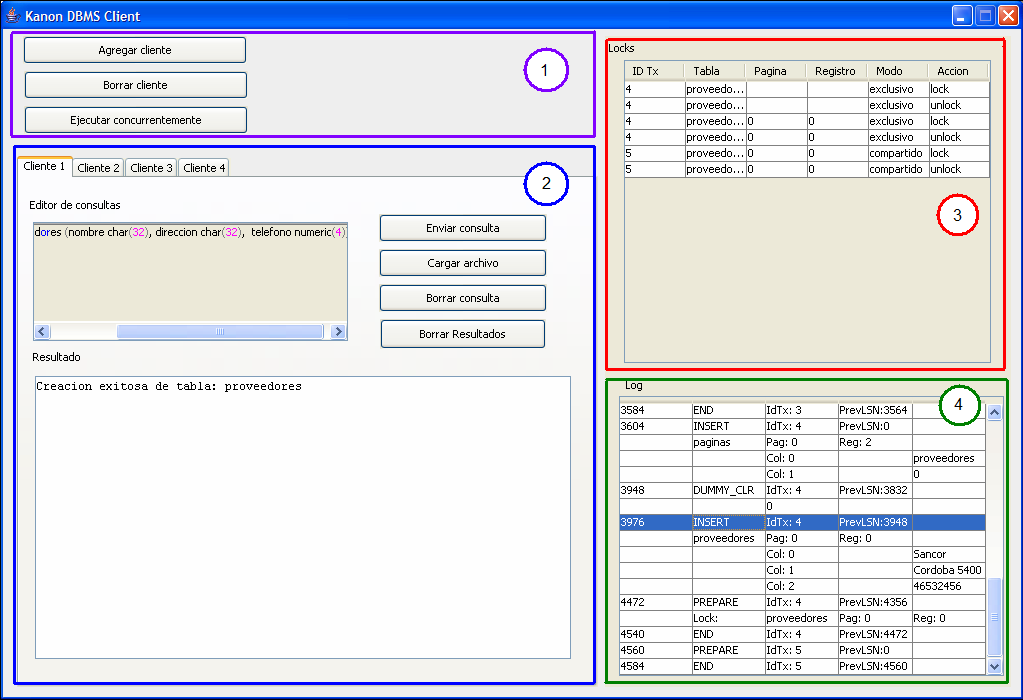 Kanon DBMS Client
Agregar cliente
Borrar cliente
Ejecutar concurrentemente
1
Cliente 1 Cliente 2 Cliente 3 Cliente 4
2
Editor de consultas
dores (nombre char(32), direccion char(32), telefono numeric(4)
Enviar consulta
Cargar archivo
Borrar consulta
Borrar Resultados
Resultado
Creacion exitosa de tabla: proveedores
Locks
ID Tx Tabla Pagina Registro Modo Accion
4 proveedo... exclusivo lock
4 proveedo... exclusivo unlock
4 proveedo... 0 0 exclusivo lock
4 proveedo... 0 0 exclusivo unlock
5 proveedo... 0 0 compartido lock
5 proveedo... 0 0 compartido unlock
3
Log
4
3584 END IdTx: 3 PrevLSN:3564
3604 INSERT IdTx: 4 PrevLSN:0
paginas Pag: 0 Reg: 2
Col: 0 proveedores
Col: 1 0
3948 DUMMY_CLR IdTx: 4 PrevLSN:3832
0
3976 INSERT IdTx: 4 PrevLSN:3948
proveedores Pag: 0 Reg: 0
Col: 0 Sancor
Col: 1 Cordoba 5400
Col: 2 46532456
4472 PREPARE IdTx: 4 PrevLSN:4356
Lock: proveedores Pag: 0 Reg: 0
4540 END IdTx: 4 PrevLSN:4472
4560 PREPARE IdTx: 5 PrevLSN:0
4584 END IdTx: 5 PrevLSN:4560